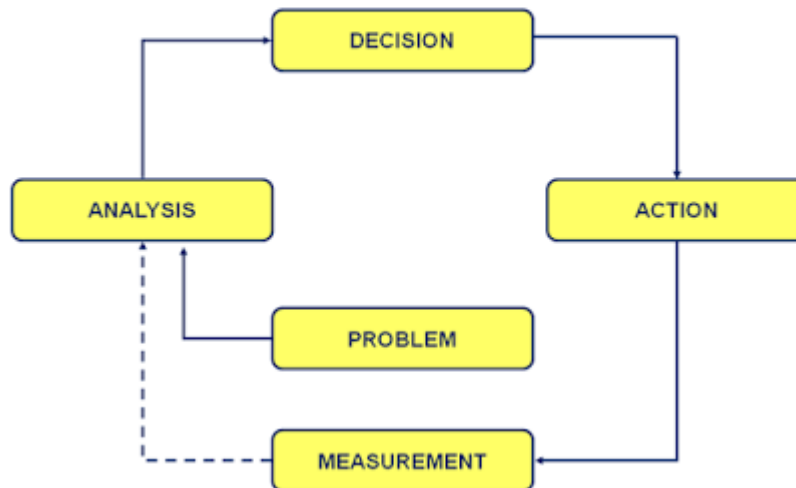 DECISION
ANALYSIS
ACTION
PROBLEM
MEASUREMENT